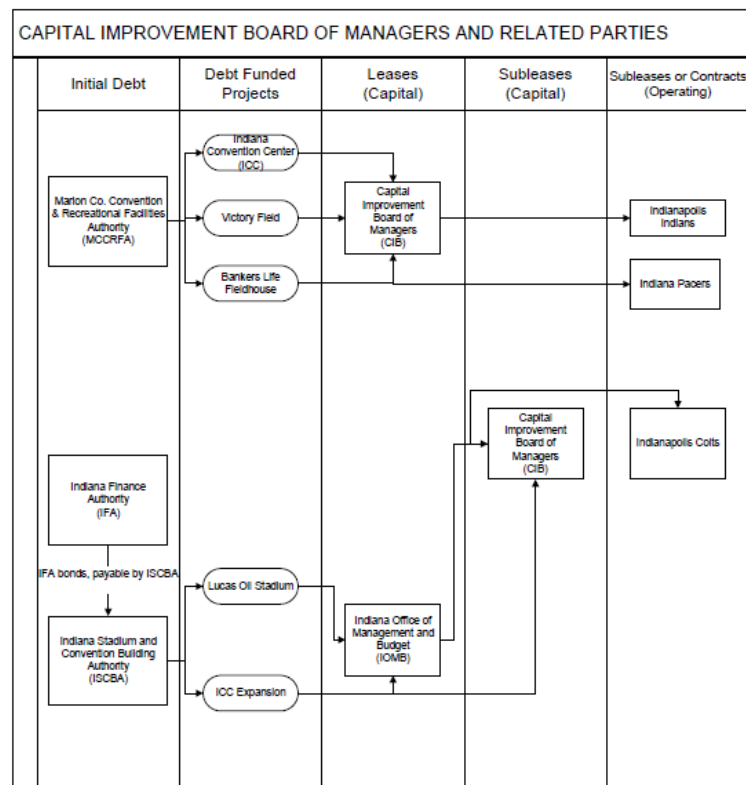 CAPITAL IMPROVEMENT BOARD OF MANAGERS AND RELATED PARTIES
Initial Debt
Debt Funded
Projects
Leases
(Capital)
Subleases
(Capital)
Subleases or Contracts
(Operating)
Marion Co. Convention
& Recreational Facilities
Authority
(MCCRFA)
Indiana
Convention Center
(ICC)
Victory Field
Bankers Life
Fieldhouse
Capital
Improvement
Board of
Managers
(CIB)
Indianapolis
Indians
Indiana Pacers
Capital
Improvement
Board of
Managers
(CIB)
Indianapolis Colts
Indiana Finance
Authority
(IFA)
IFA bonds, payable by ISCBA
Indiana Stadium and
Convention Building
Authority
(ISCBA)
Lucas Oil Stadium
ICC Expansion
Indiana Office of
Management and
Budget
(IOMB)